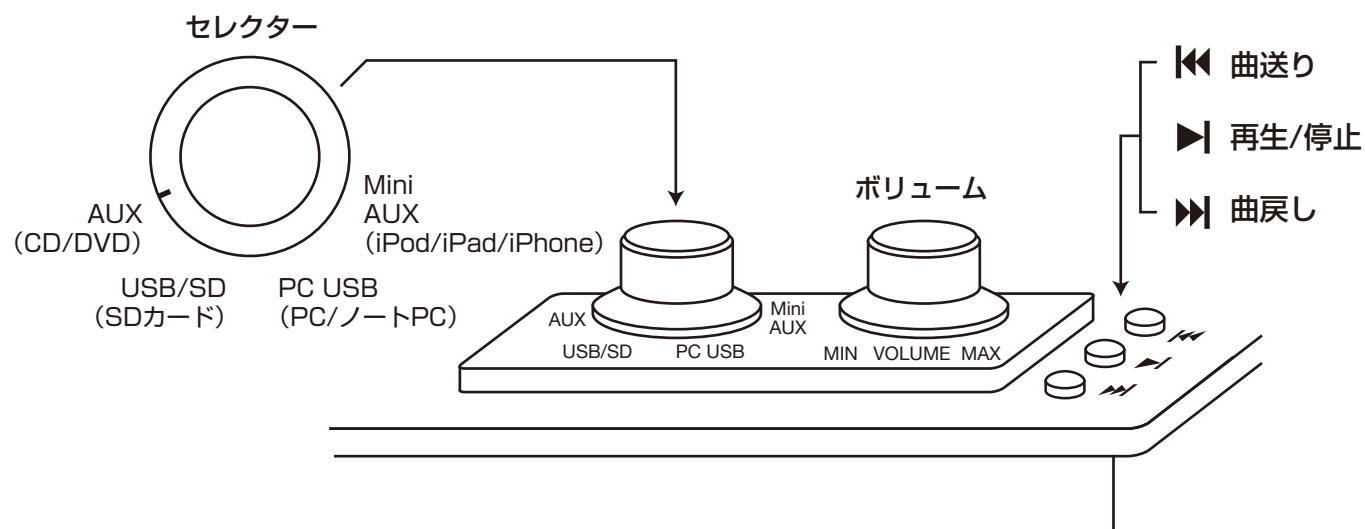 セレクター
AUX
(CD/DVD)
USB/SD
(SDカード)
PC USB
(PC/ノートPC)
Mini
AUX
(iPod/iPad/iPhone)
ボリューム
曲送り
再生/停止
曲戻し
AUX
USB/SD
PC USB
Mini
AUX
MIN VOLUME MAX